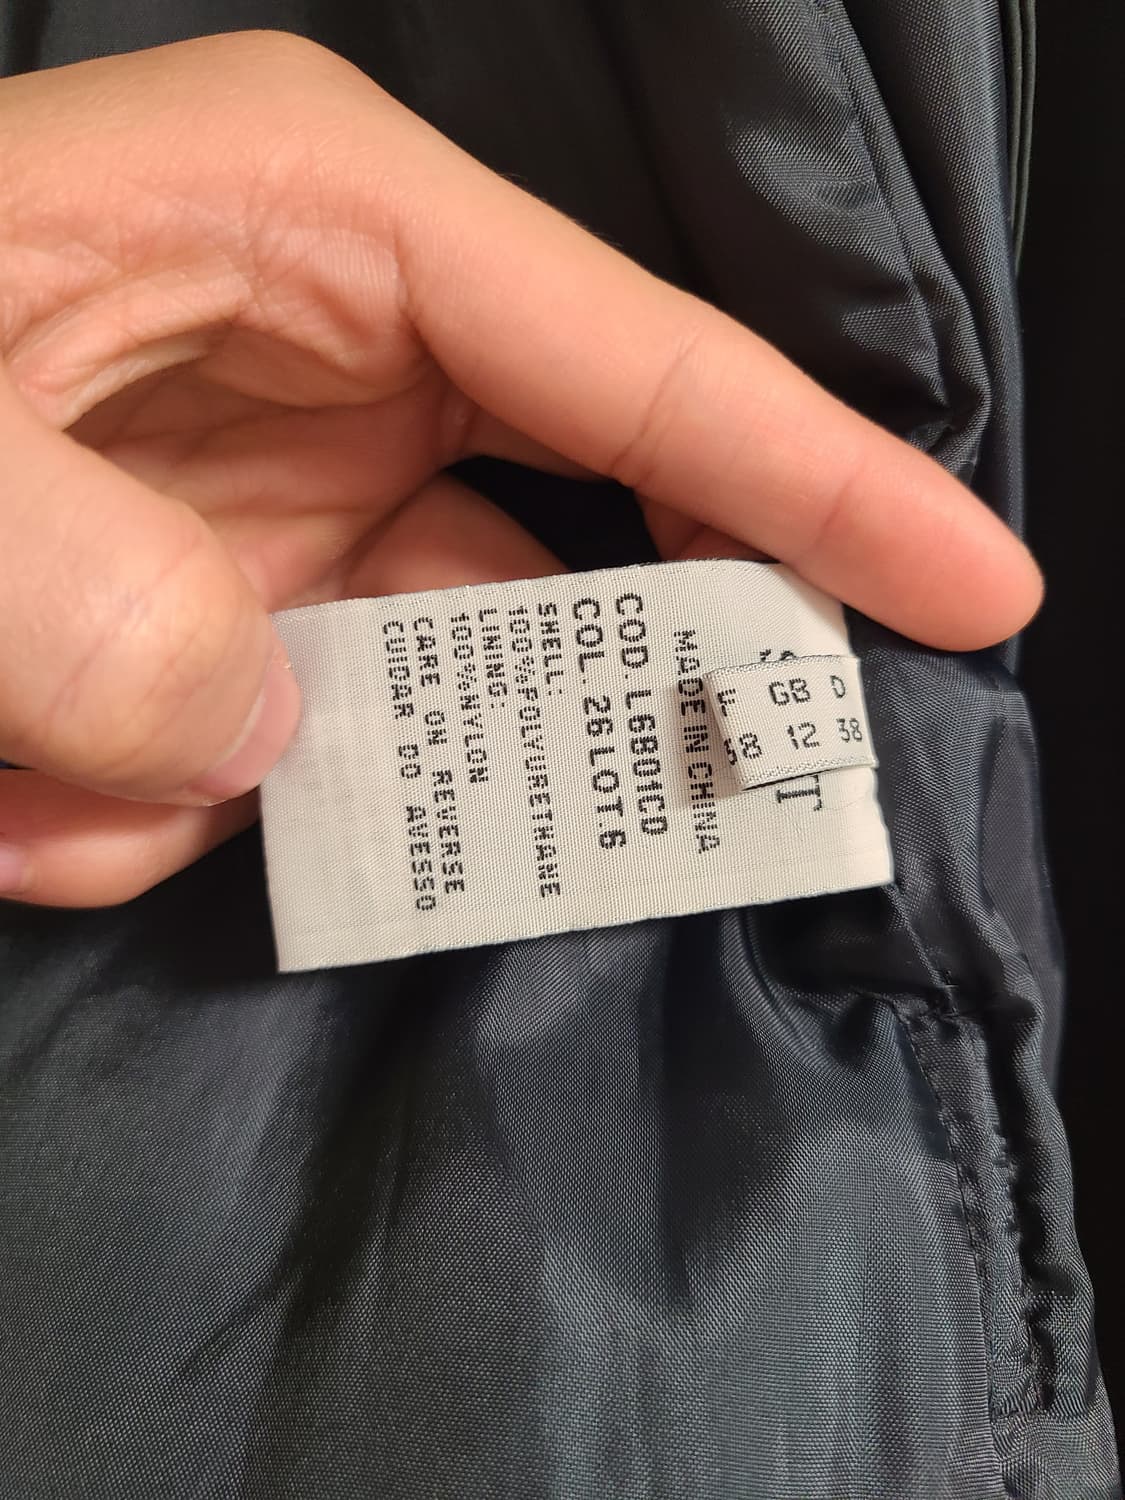 MADE IN CHINA
COD. L6801CD
COL. 26 LOT.6
SHELL:
100%POLYURETHANE
LINING:
100%NYLON
CARE ON REVERSE
CUIDAR DO AVESSO
F GB D
38 12 38
T